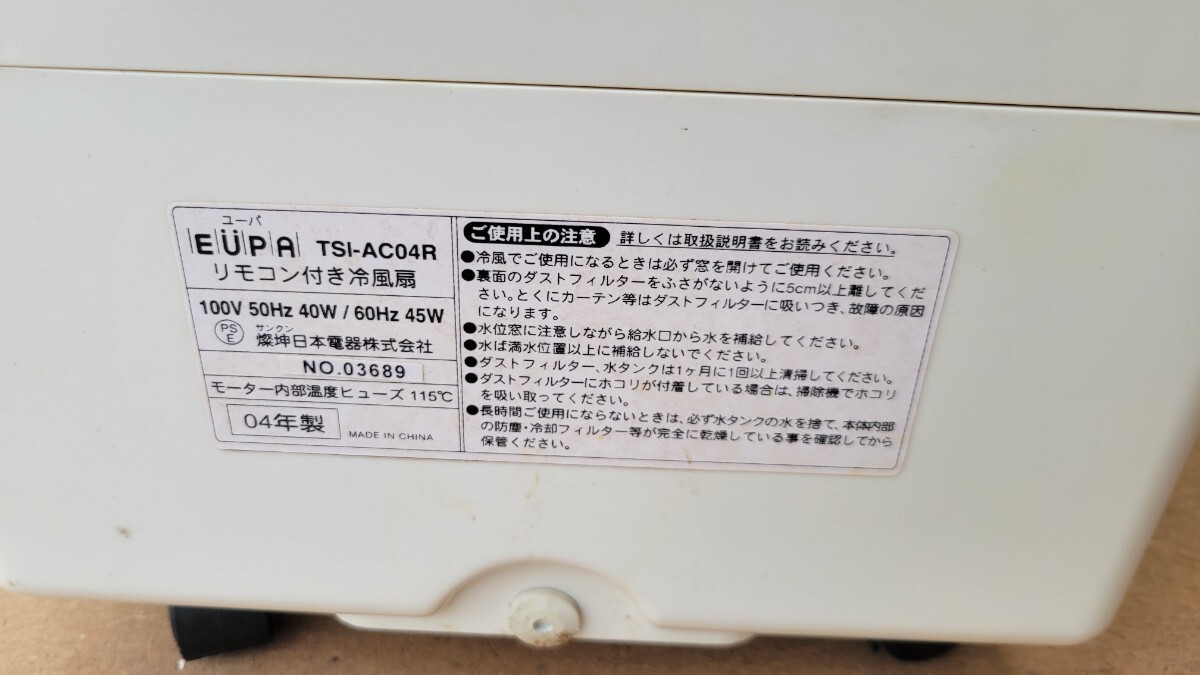 ユーパ
EÜPA TSI-AC04R
リモコン付き冷風扇
100V 50Hz 40W / 60Hz 45W
PSE サンクン
燦坤日本電器株式会社
NO.03689
モーター内部温度ヒューズ 115℃
04年製 MADE IN CHINA
ご使用上の注意 詳しくは取扱説明書をお読みください。
●冷風でご使用になるときは必ず窓を開けてご使用ください。
●裏面のダストフィルターをふさがないように5cm以上離してくだ
さい。とくにカーテン等はダストフィルターに吸いつき、故障の原因
になります。
●水位窓に注意しながら給水口から水を補給してください。
●水は満水位置以上に補給しないでください。
●ダストフィルター、水タンクは1ヶ月に1回以上清掃してください。
●ダストフィルターにホコリが付着している場合は、掃除機でホコリ
を吸い取ってください。
●長時間ご使用にならないときは、必ず水タンクの水を捨て、本体内部
の防塵・冷却フィルター等が完全に乾燥している事を確認してから
保管ください。